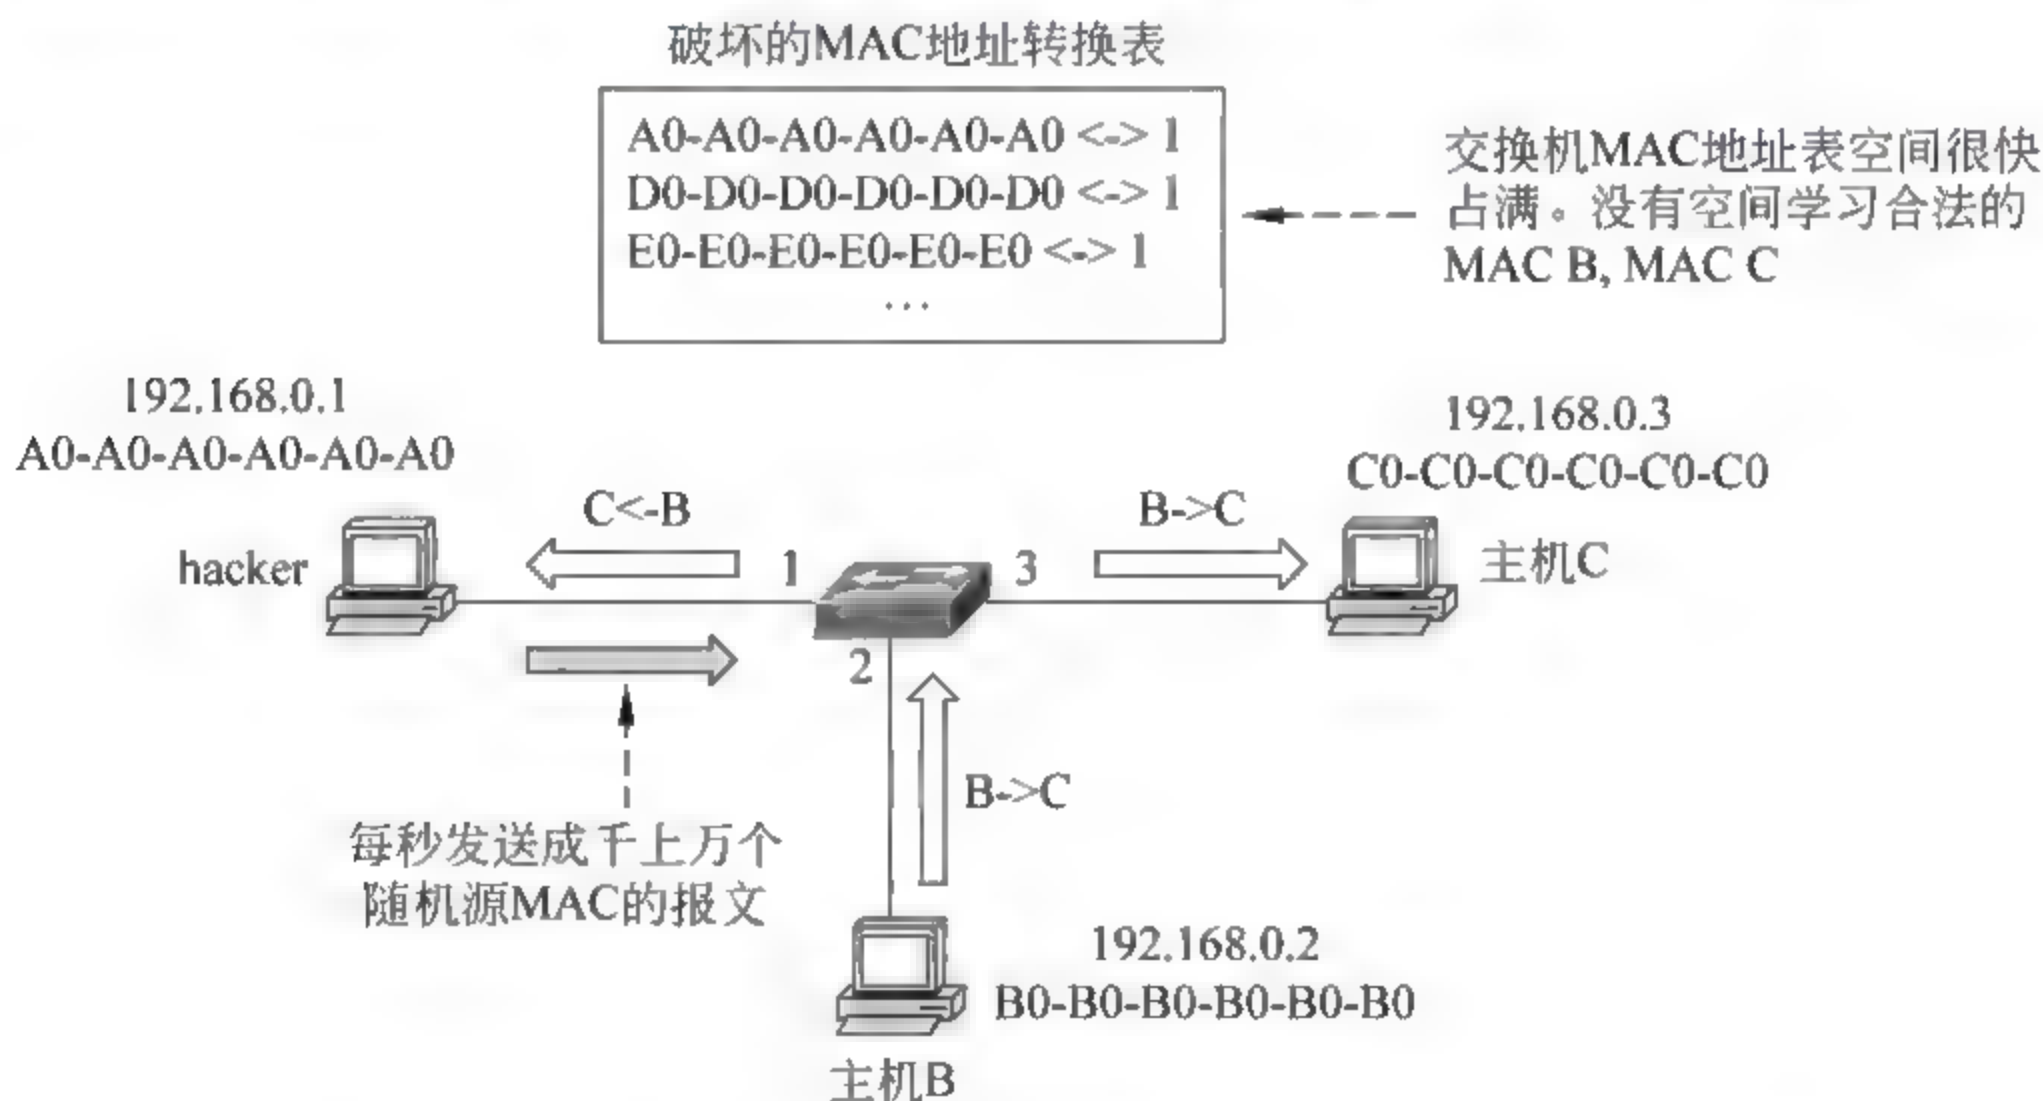 破坏的MAC地址转换表
A0-A0-A0-A0-A0-A0 <-> 1
D0-D0-D0-D0-D0-D0 <-> 1
E0-E0-E0-E0-E0-E0 <-> 1
...
交换机MAC地址表空间很快
占满。没有空间学习合法的
MAC B, MAC C
192.168.0.1
A0-A0-A0-A0-A0-A0
hacker
C<-B
1
3
2
B->C
192.168.0.3
C0-C0-C0-C0-C0-C0
主机C
每秒发送成千上万个
随机源MAC的报文
B->C
192.168.0.2
B0-B0-B0-B0-B0-B0
主机B